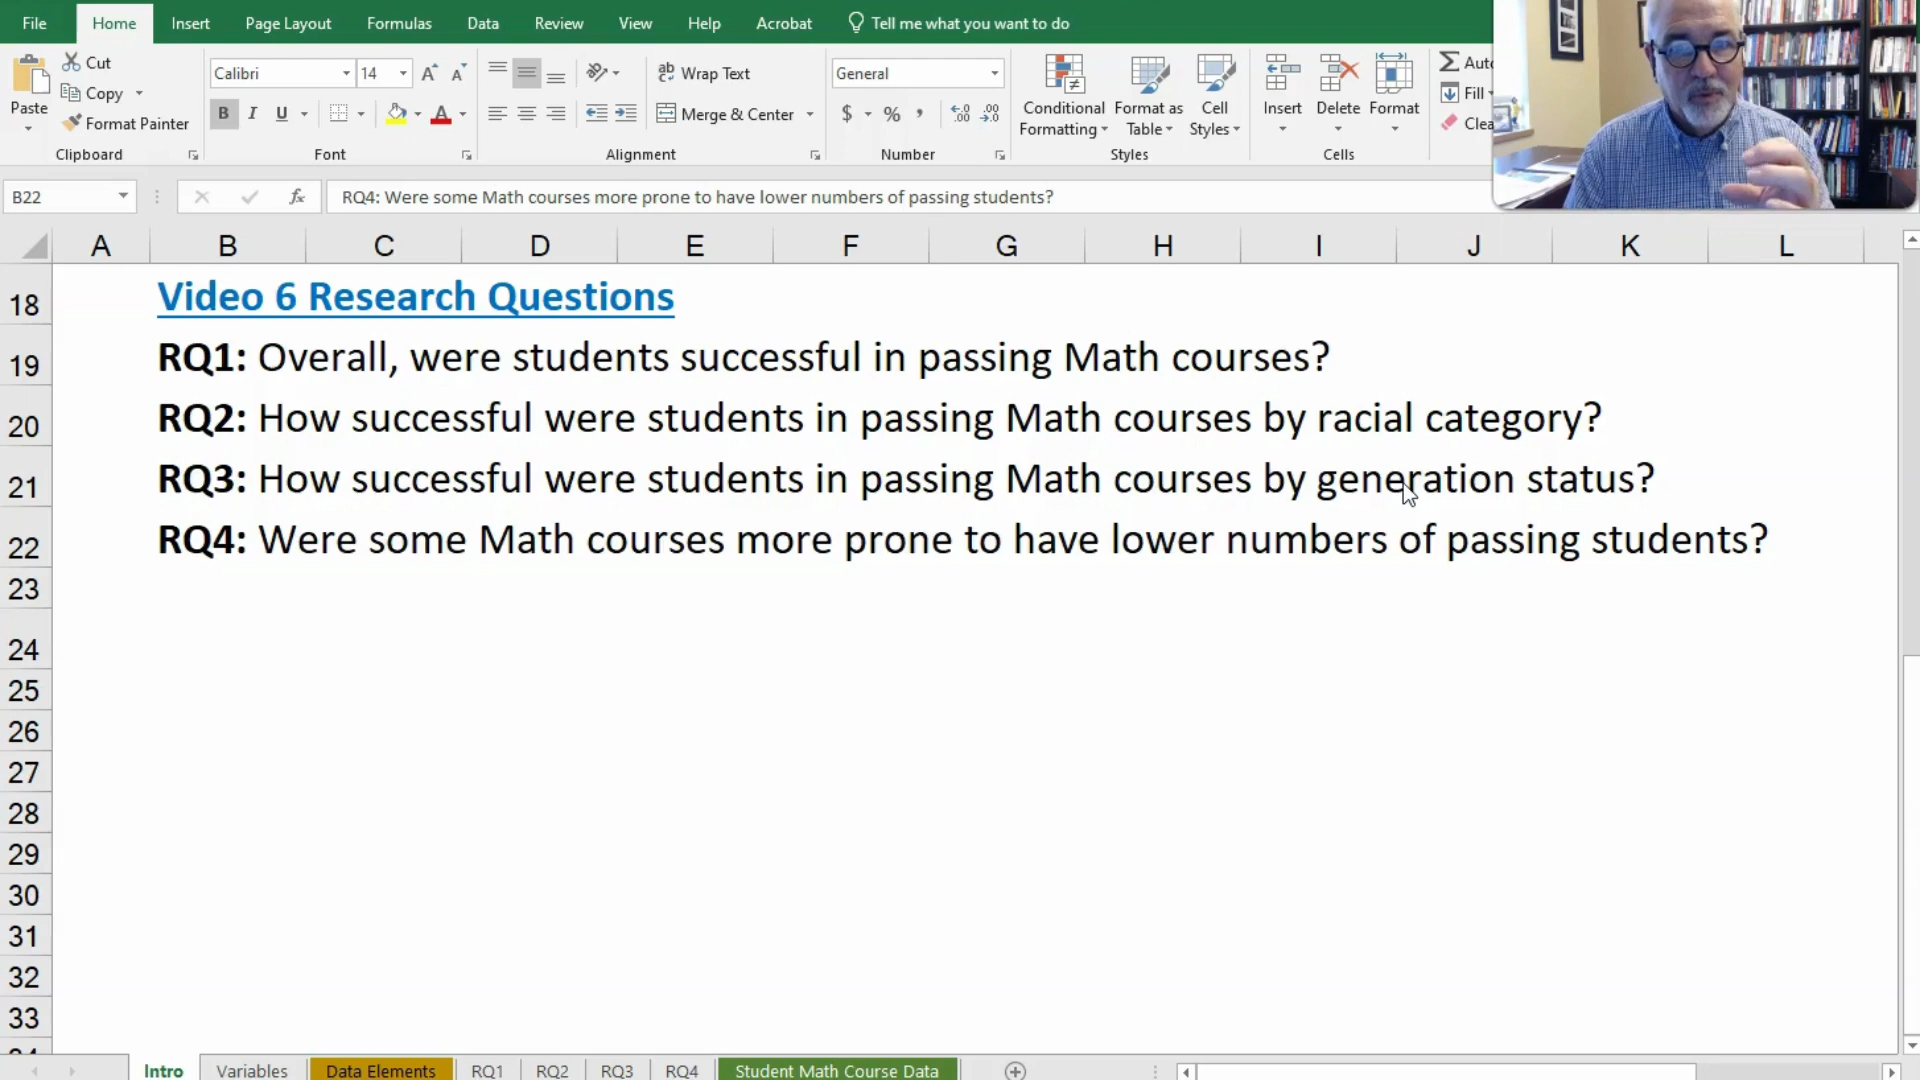 File Home Insert Page Layout Formulas Data Review View Help Acrobat Tell me what you want to do
Cut
Calibri 14 Wrap Text General
Paste Copy Conditional Format as Cell Insert Delete Format
Fill
B I U A Merge & Center $ %
Format Painter Formatting Table Styles
Clipboard Font Alignment Number Styles Cells
B22 fx RQ4: Were some Math courses more prone to have lower numbers of passing students?
A B C D E F G H I J K L
18 Video 6 Research Questions
19 RQ1: Overall, were students successful in passing Math courses?
20 RQ2: How successful were students in passing Math courses by racial category?
21 RQ3: How successful were students in passing Math courses by generation status?
22 RQ4: Were some Math courses more prone to have lower numbers of passing students?
23
24
25
26
27
28
29
30
31
32
33
Intro Variables Data Elements RQ1 RQ2 RQ3 RQ4 Student Math Course Data